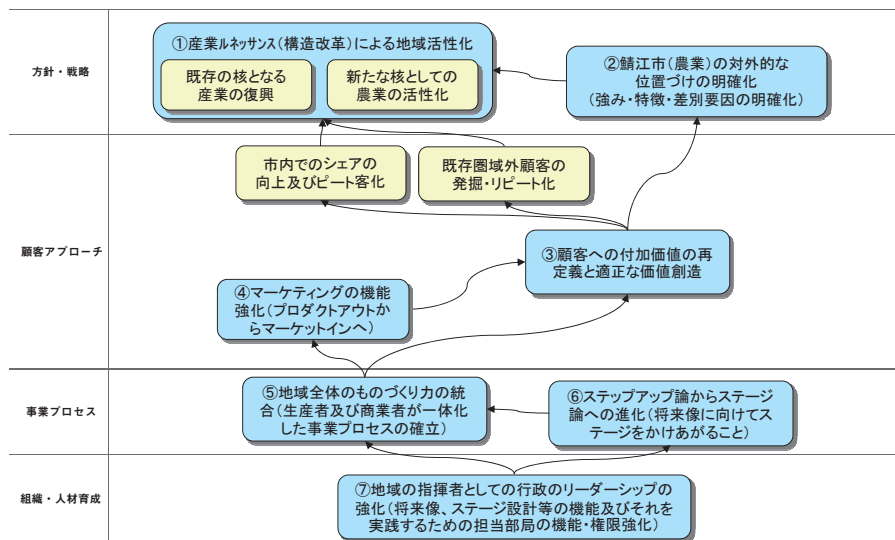 方針・戦略
①産業ルネッサンス(構造改革)による地域活性化
既存の核となる
産業の復興
新たな核としての
農業の活性化
②鯖江市(農業)の対外的な
位置づけの明確化
(強み・特徴・差別要因の明確化)
顧客アプローチ
市内でのシェアの
向上及びピート客化
既存圏域外顧客の
発掘・リピート化
③顧客への付加価値の再
定義と適正な価値創造
④マーケティングの機能
強化(プロダクトアウトか
らマーケットインへ)
事業プロセス
⑤地域全体のものづくり力の統
合(生産者及び商業者が一体化
した事業プロセスの確立)
⑥ステップアップ論からステージ
論への進化(将来像に向けてス
テージをかけあがること)
組織・人材育成
⑦地域の指揮者としての行政のリーダーシップの
強化(将来像、ステージ設計等の機能及びそれを
実践するための担当部局の機能・権限強化)